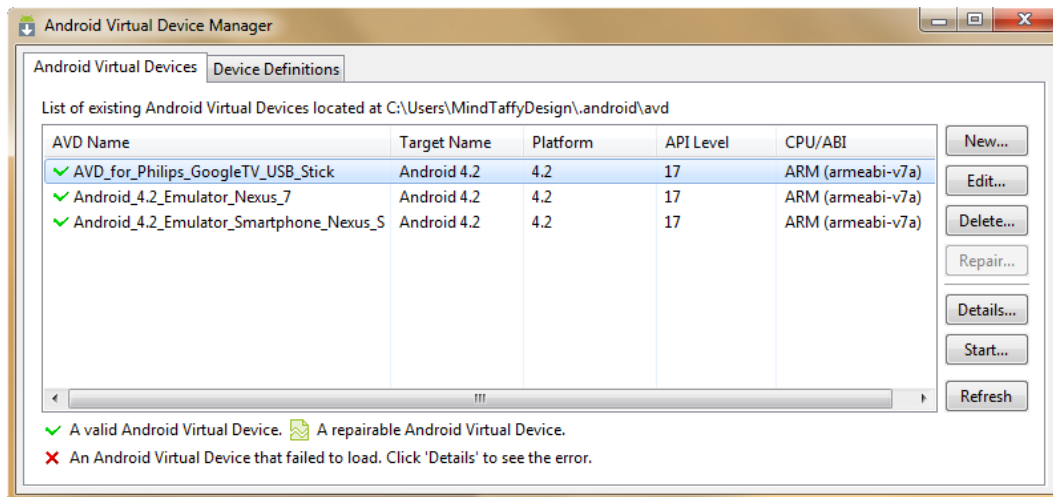 Android Virtual Device Manager
Android Virtual Devices Device Definitions
List of existing Android Virtual Devices located at C:\Users\MindTaffyDesign\.android\avd
AVD Name Target Name Platform API Level CPU/ABI
AVD_for_Philips_GoogleTV_USB_Stick Android 4.2 4.2 17 ARM (armeabi-v7a)
Android_4.2_Emulator_Nexus_7 Android 4.2 4.2 17 ARM (armeabi-v7a)
Android_4.2_Emulator_Smartphone_Nexus_S Android 4.2 4.2 17 ARM (armeabi-v7a)
New...
Edit...
Delete...
Repair...
Details...
Start...
Refresh
A valid Android Virtual Device. A repairable Android Virtual Device.
An Android Virtual Device that failed to load. Click 'Details' to see the error.